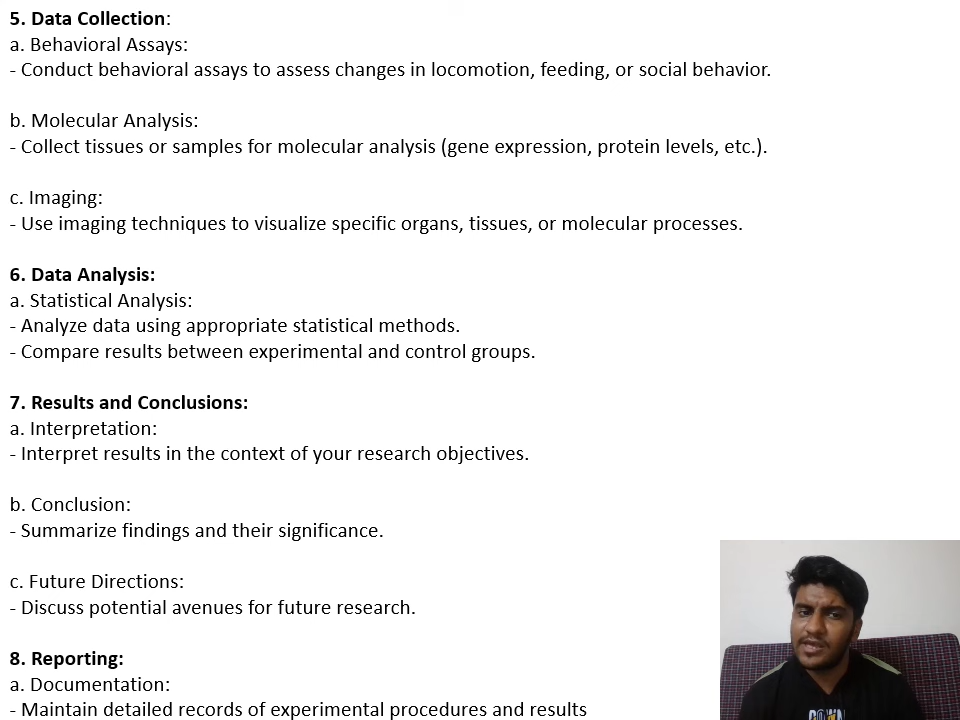 5. Data Collection:
a. Behavioral Assays:
- Conduct behavioral assays to assess changes in locomotion, feeding, or social behavior.
b. Molecular Analysis:
- Collect tissues or samples for molecular analysis (gene expression, protein levels, etc.).
c. Imaging:
- Use imaging techniques to visualize specific organs, tissues, or molecular processes.
6. Data Analysis:
a. Statistical Analysis:
- Analyze data using appropriate statistical methods.
- Compare results between experimental and control groups.
7. Results and Conclusions:
a. Interpretation:
- Interpret results in the context of your research objectives.
b. Conclusion:
- Summarize findings and their significance.
c. Future Directions:
- Discuss potential avenues for future research.
8. Reporting:
a. Documentation:
- Maintain detailed records of experimental procedures and results